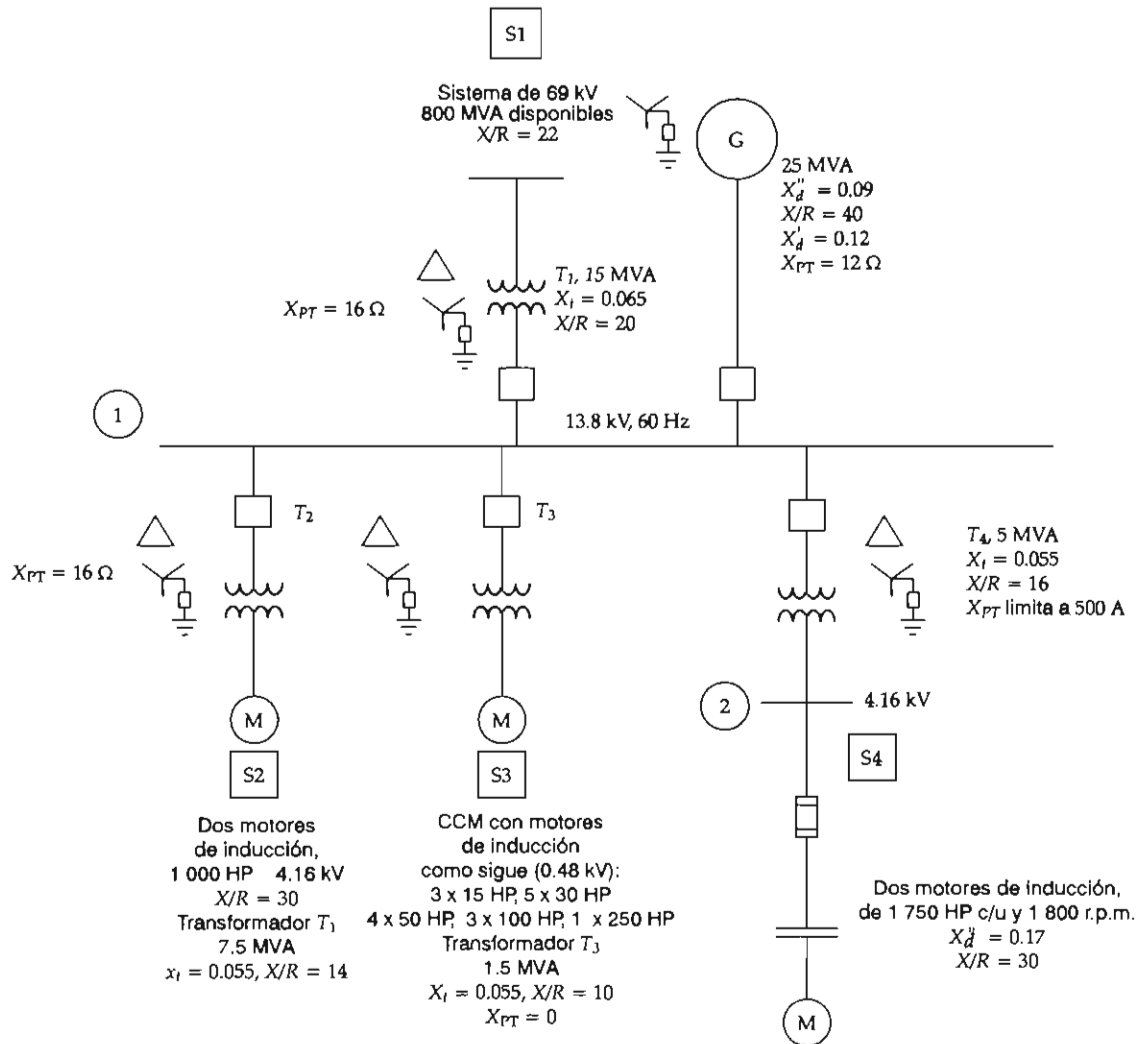 S1
Sistema de 69 kV
800 MVA disponibles
X/R = 22
G
25 MVA
X''d = 0.09
X/R = 40
X'd = 0.12
XPT = 12 Ω
T1, 15 MVA
Xt = 0.065
X/R = 20
XPT = 16 Ω
1
13.8 kV, 60 Hz
T2
XPT = 16 Ω
T3
T4, 5 MVA
Xt = 0.055
X/R = 16
XPT limita a 500 A
2
4.16 kV
M
S2
Dos motores
de inducción,
1 000 HP 4.16 kV
X/R = 30
Transformador T1
7.5 MVA
xt = 0.055, X/R = 14
M
S3
CCM con motores
de inducción
como sigue (0.48 kV):
3 x 15 HP, 5 x 30 HP
4 x 50 HP, 3 x 100 HP, 1 x 250 HP
Transformador T3
1.5 MVA
Xt = 0.055, X/R = 10
XPT = 0
S4
Dos motores de inducción,
de 1 750 HP c/u y 1 800 r.p.m.
X''d = 0.17
X/R = 30
M